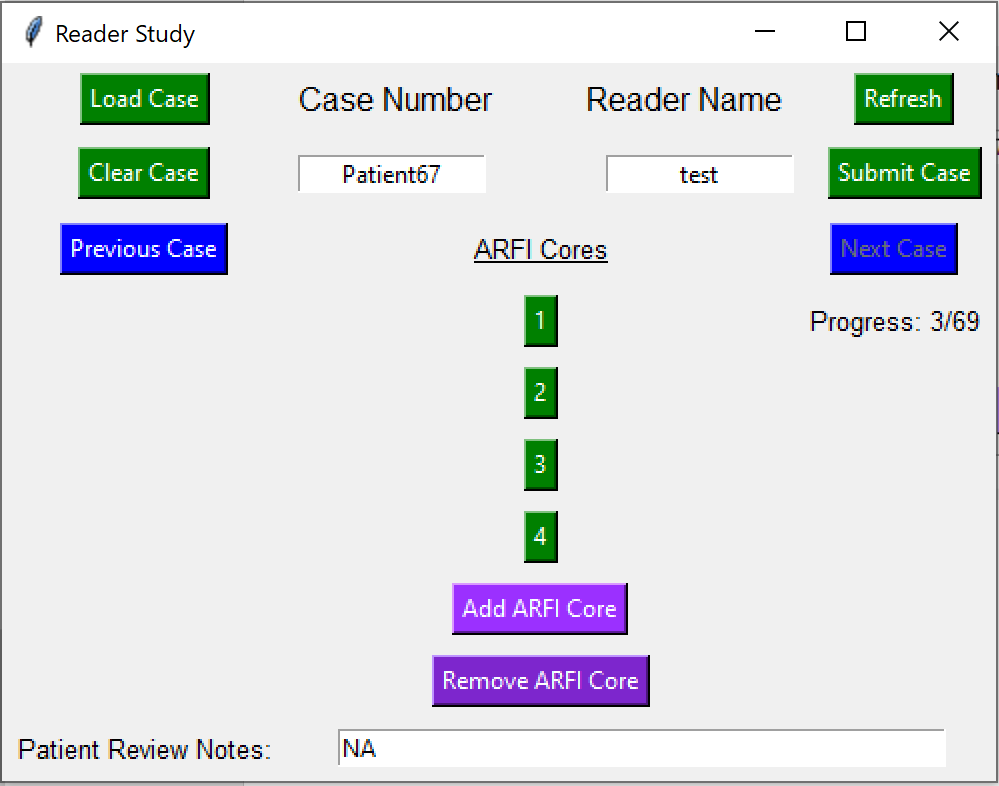 Reader Study
Load Case Case Number Reader Name Refresh
Clear Case Patient67 test Submit Case
Previous Case ARFI Cores Next Case
1 Progress: 3/69
2
3
4
Add ARFI Core
Remove ARFI Core
Patient Review Notes: NA